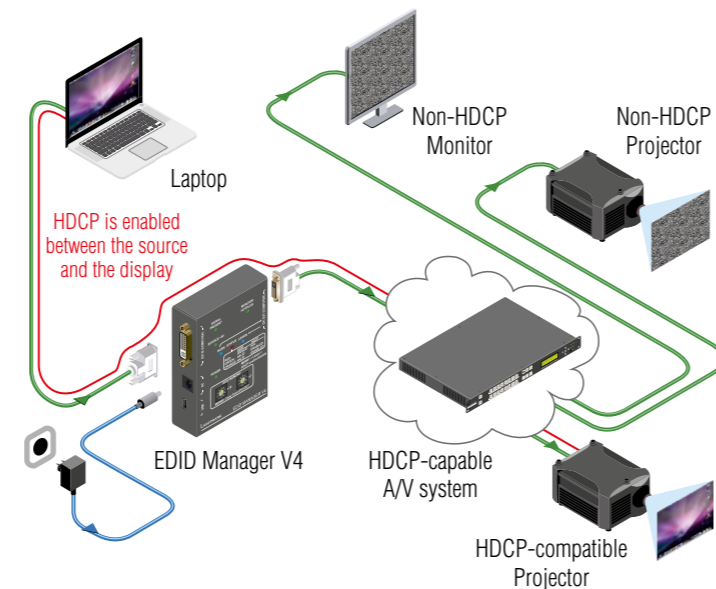 Non-HDCP
Monitor
Non-HDCP
Projector
Laptop
HDCP is enabled
between the source
and the display
EDID Manager V4
HDCP-capable
A/V system
HDCP-compatible
Projector